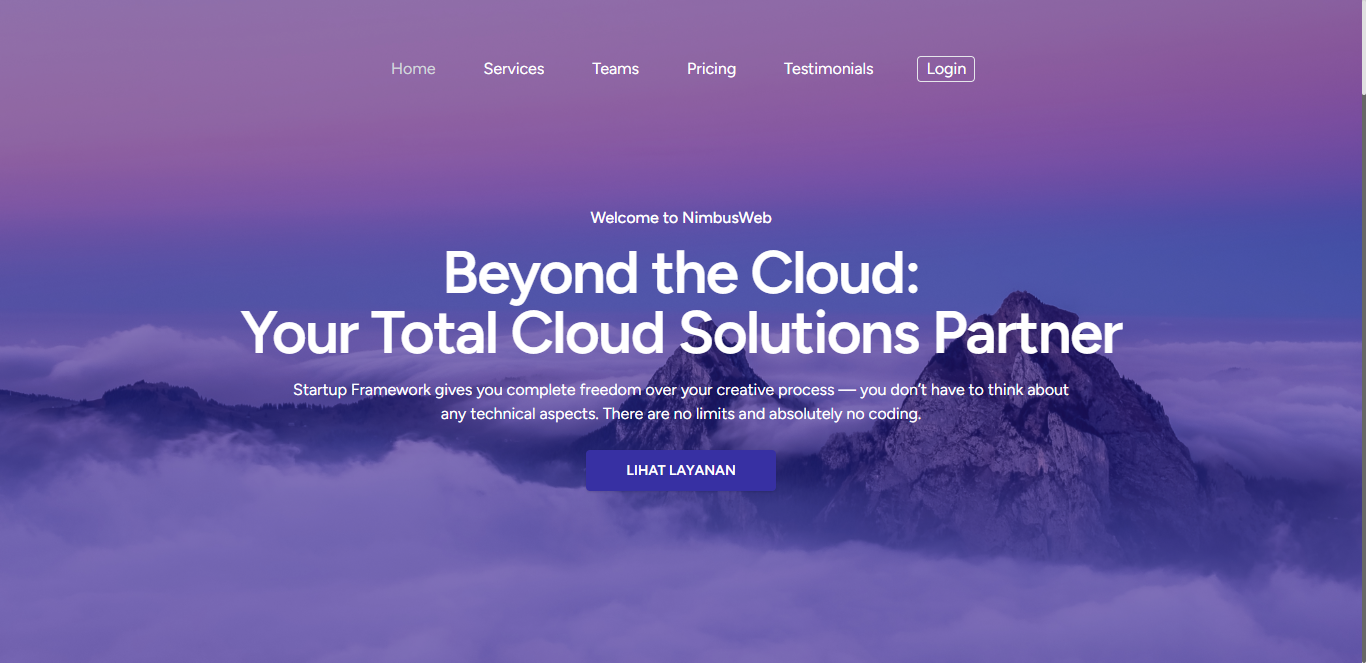 Home Services Teams Pricing Testimonials Login
Welcome to NimbusWeb
Beyond the Cloud:
Your Total Cloud Solutions Partner
Startup Framework gives you complete freedom over your creative process — you don't have to think about
any technical aspects. There are no limits and absolutely no coding.
LIHAT LAYANAN